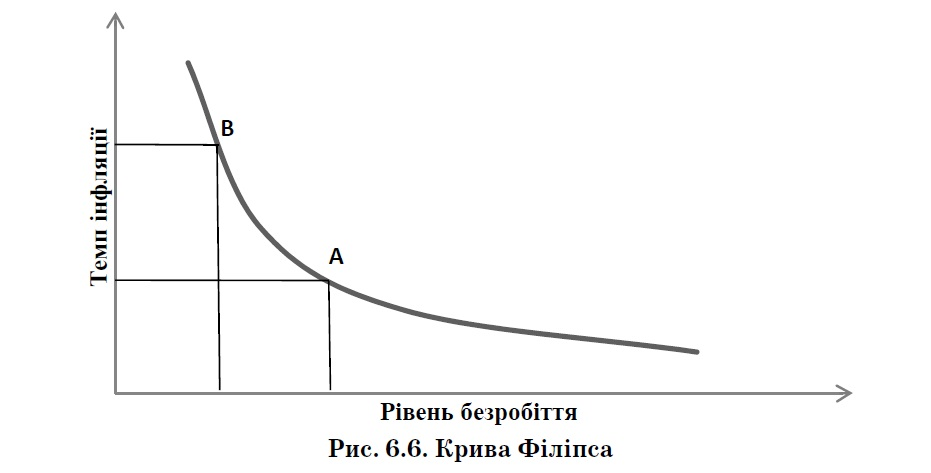 Темп інфляції
B
A
Рівень безробіття
Рис. 6.6. Крива Філіпса